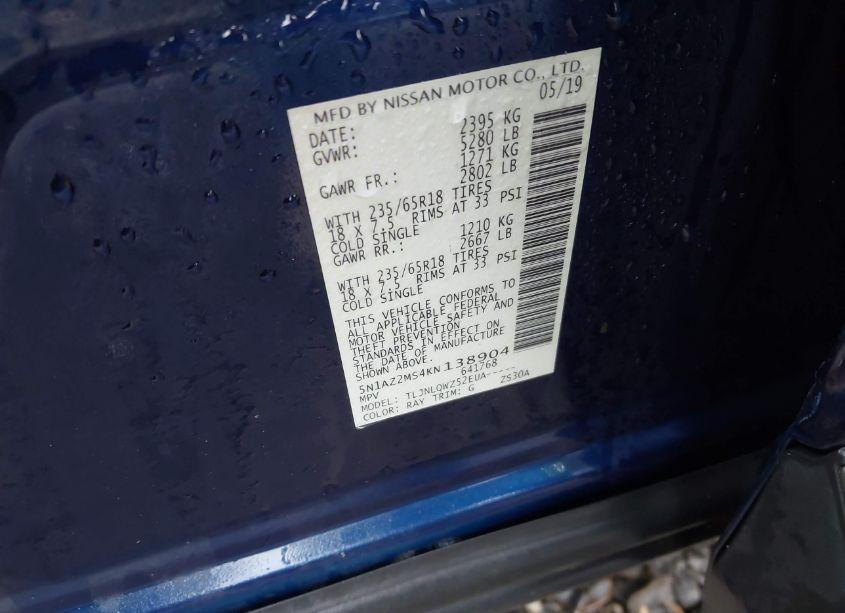 MFD BY NISSAN MOTOR CO., LTD.
DATE: 05/19
GVWR: 2395 KG
5280 LB
GAWR FR.: 1271 KG
2802 LB
WITH 235/65R18 TIRES
18 X 7.5 RIMS AT 33 PSI
COLD SINGLE
GAWR RR.: 1210 KG
2667 LB
WITH 235/65R18 TIRES
18 X 7.5 RIMS AT 33 PSI
COLD SINGLE
THIS VEHICLE CONFORMS TO
ALL APPLICABLE FEDERAL
MOTOR VEHICLE SAFETY AND
THEFT PREVENTION
STANDARDS IN EFFECT ON
THE DATE OF MANUFACTURE
SHOWN ABOVE.
5N1AZ2MS4KN138904
MPV 641768
MODEL: TLJNLQWZ52EUA-----
COLOR: RAY TRIM: G ZS30A